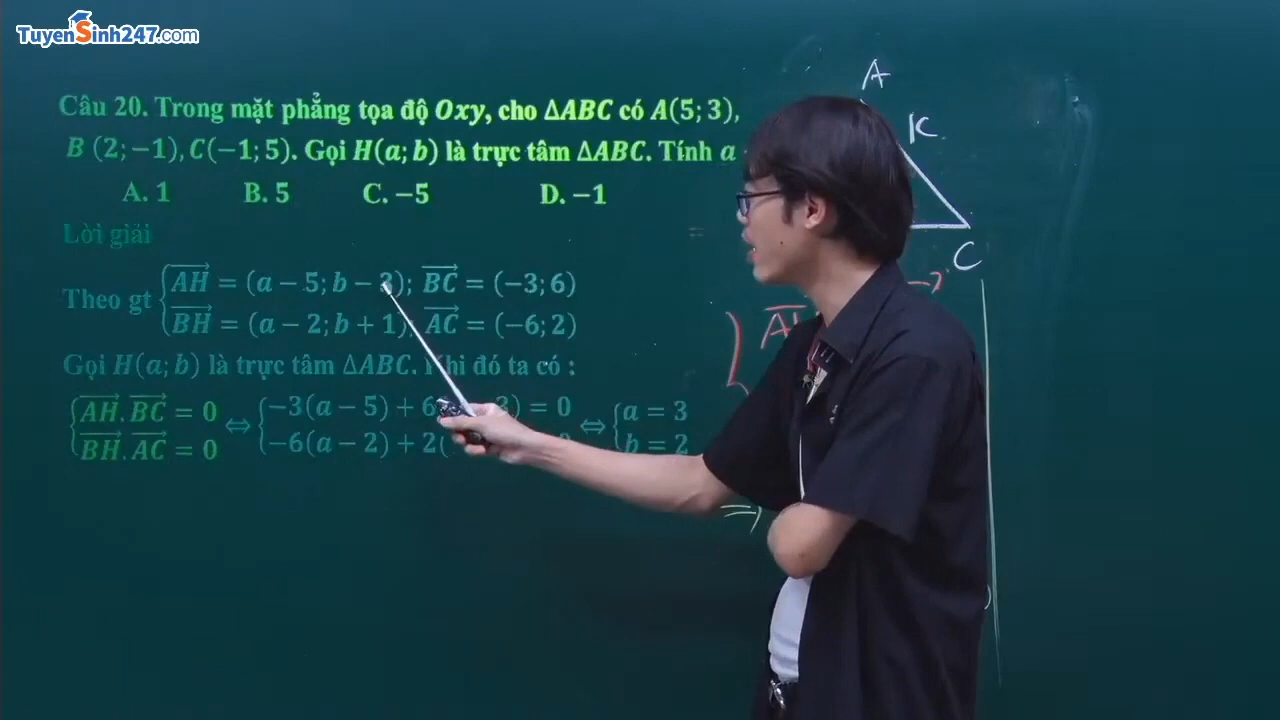 TuyenSinh247.com
Câu 20. Trong mặt phẳng tọa độ Oxy, cho ΔABC có A(5; 3),
B (2; −1), C(−1; 5). Gọi H(a; b) là trực tâm ΔABC. Tính a
A. 1 B. 5 C. −5 D. −1
Lời giải
Theo gt { AH→ = (a − 5; b − 3); BC→ = (−3; 6)
BH→ = (a − 2; b + 1), AC→ = (−6; 2)
Gọi H(a; b) là trực tâm ΔABC. Khi đó ta có :
{ AH→. BC→ = 0 ⇔ { −3(a − 5) + 6 3) = 0 ⇔ { a = 3
BH→. AC→ = 0 −6(a − 2) + 2( b = 2
A
K
C